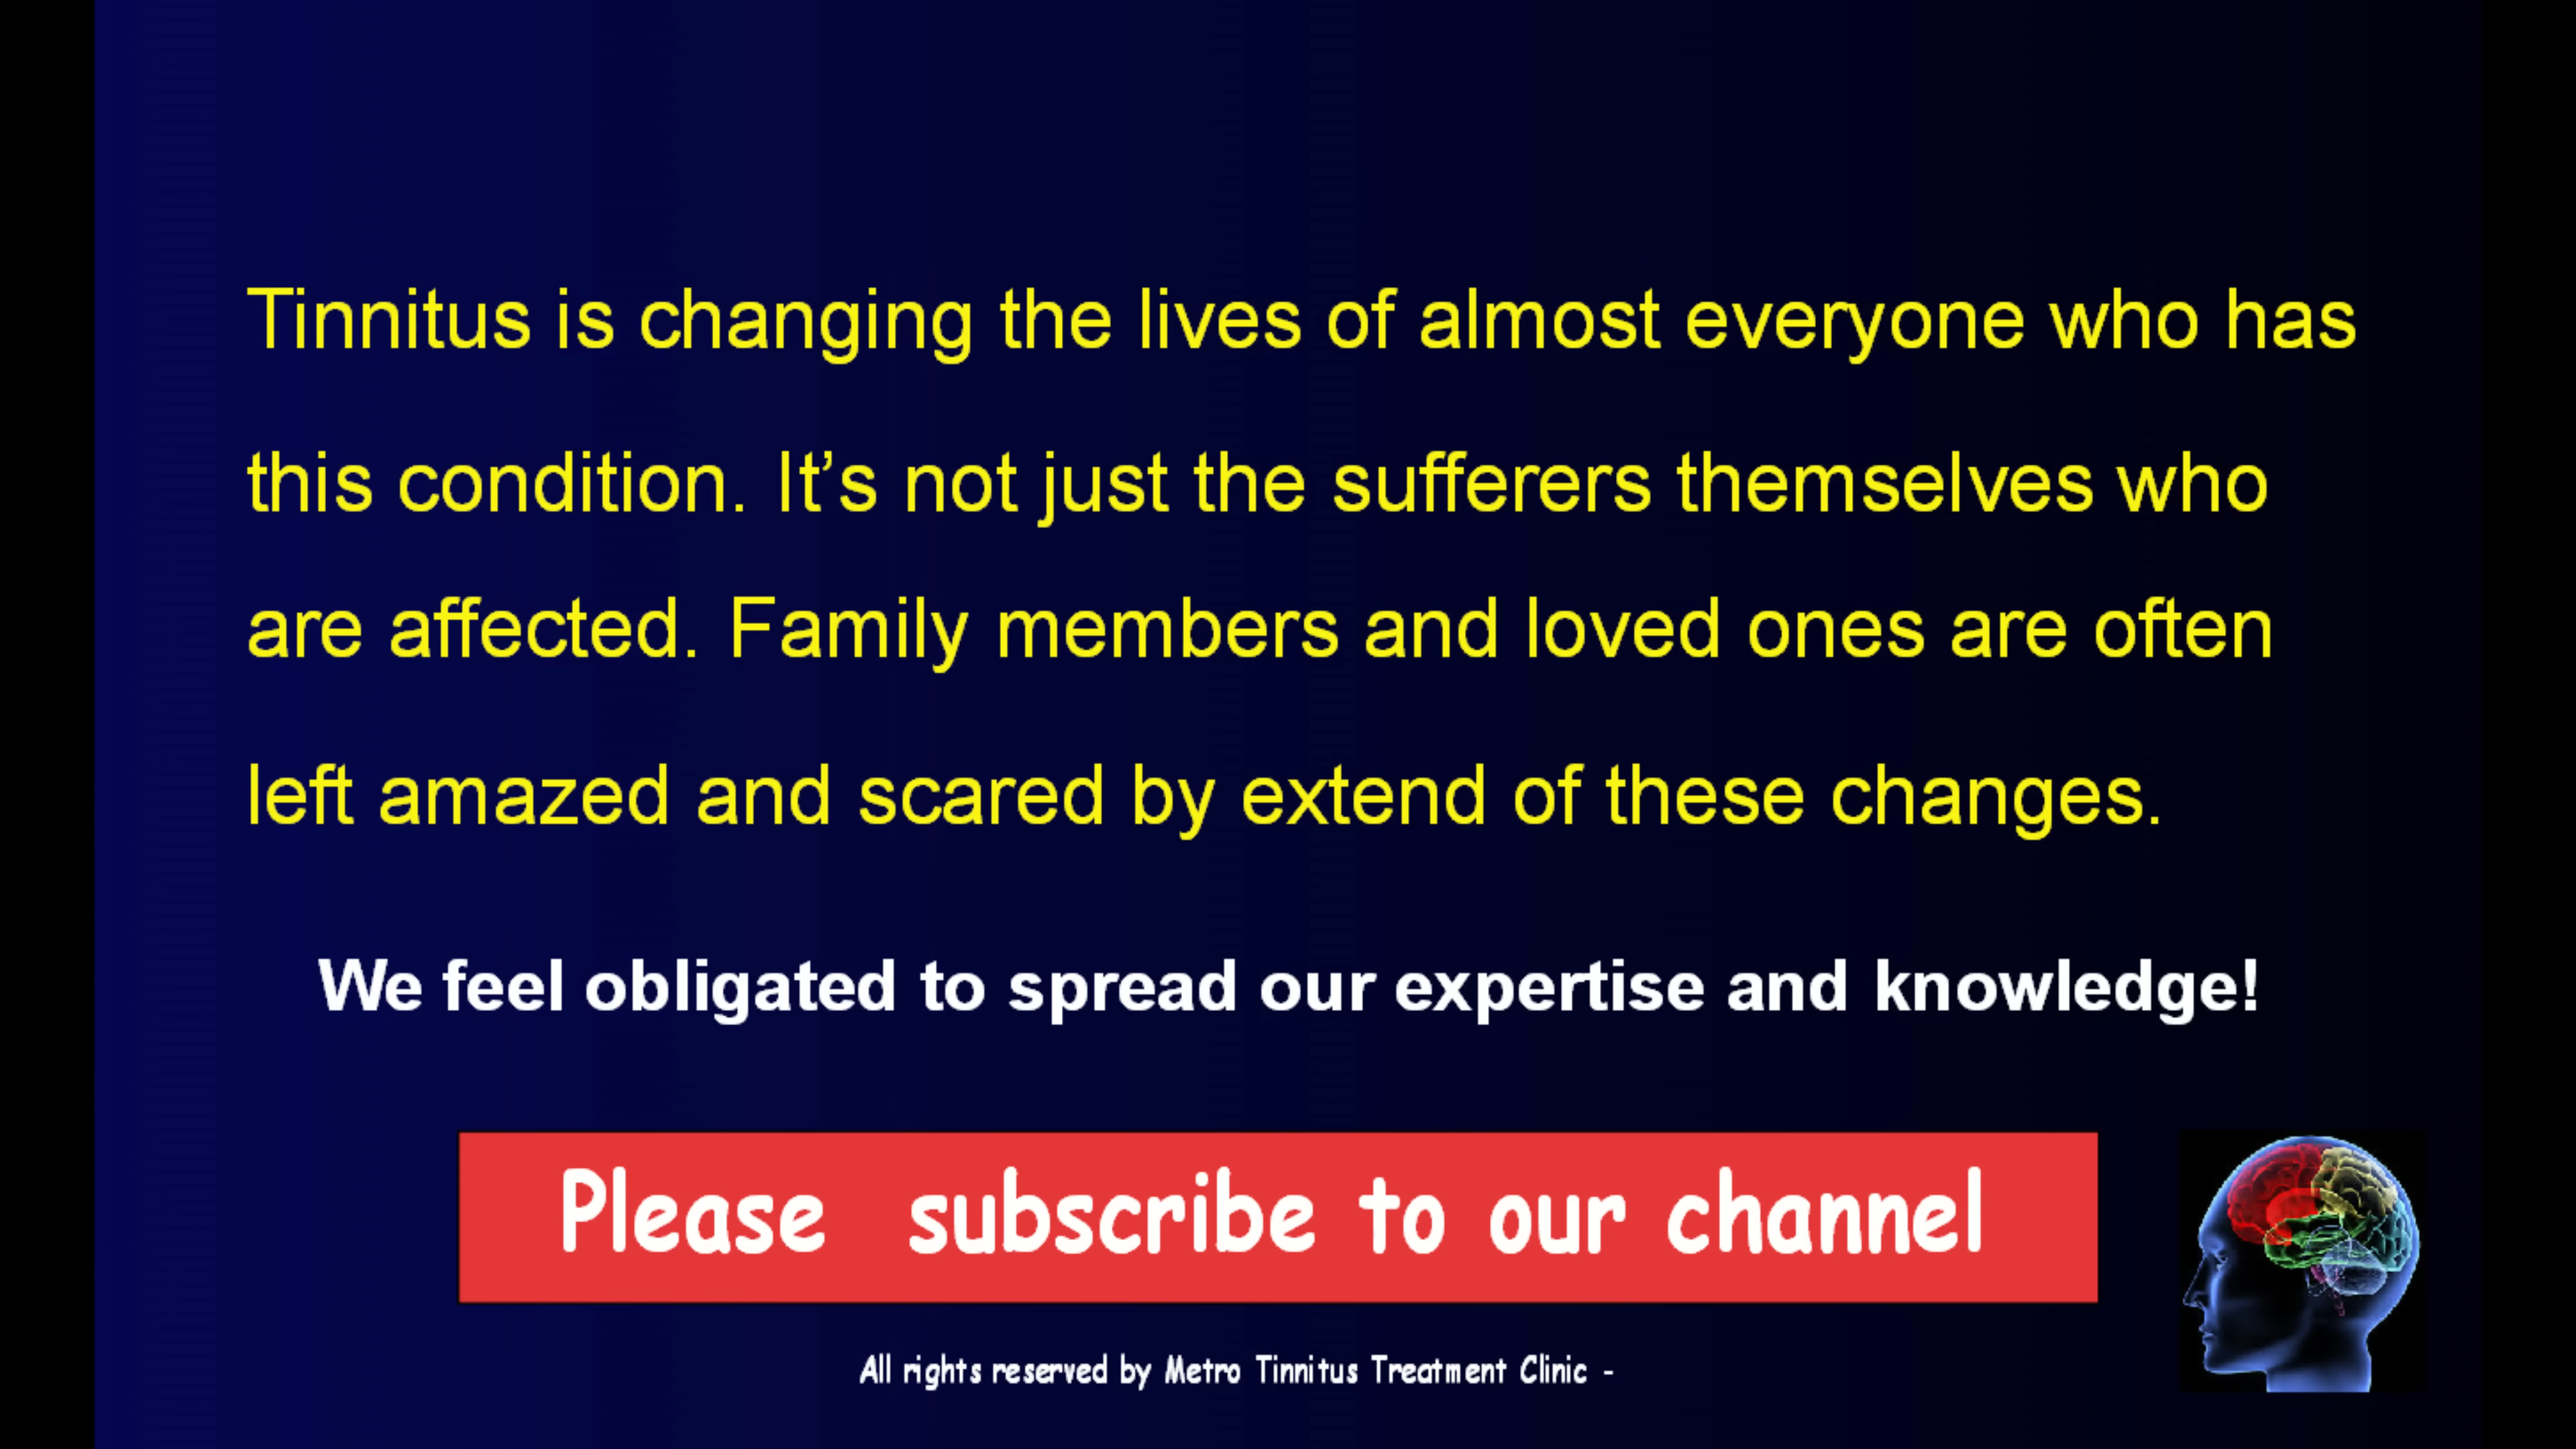 Tinnitus is changing the lives of almost everyone who has
this condition. It’s not just the sufferers themselves who
are affected. Family members and loved ones are often
left amazed and scared by extend of these changes.
We feel obligated to spread our expertise and knowledge!
Please subscribe to our channel
All rights reserved by Metro Tinnitus Treatment Clinic -